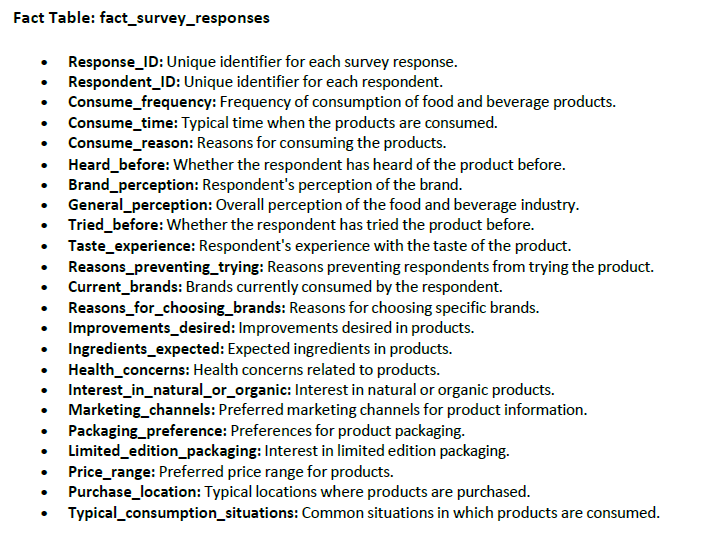 Fact Table: fact_survey_responses
• Response_ID: Unique identifier for each survey response.
• Respondent_ID: Unique identifier for each respondent.
• Consume_frequency: Frequency of consumption of food and beverage products.
• Consume_time: Typical time when the products are consumed.
• Consume_reason: Reasons for consuming the products.
• Heard_before: Whether the respondent has heard of the product before.
• Brand_perception: Respondent's perception of the brand.
• General_perception: Overall perception of the food and beverage industry.
• Tried_before: Whether the respondent has tried the product before.
• Taste_experience: Respondent's experience with the taste of the product.
• Reasons_preventing_trying: Reasons preventing respondents from trying the product.
• Current_brands: Brands currently consumed by the respondent.
• Reasons_for_choosing_brands: Reasons for choosing specific brands.
• Improvements_desired: Improvements desired in products.
• Ingredients_expected: Expected ingredients in products.
• Health_concerns: Health concerns related to products.
• Interest_in_natural_or_organic: Interest in natural or organic products.
• Marketing_channels: Preferred marketing channels for product information.
• Packaging_preference: Preferences for product packaging.
• Limited_edition_packaging: Interest in limited edition packaging.
• Price_range: Preferred price range for products.
• Purchase_location: Typical locations where products are purchased.
• Typical_consumption_situations: Common situations in which products are consumed.